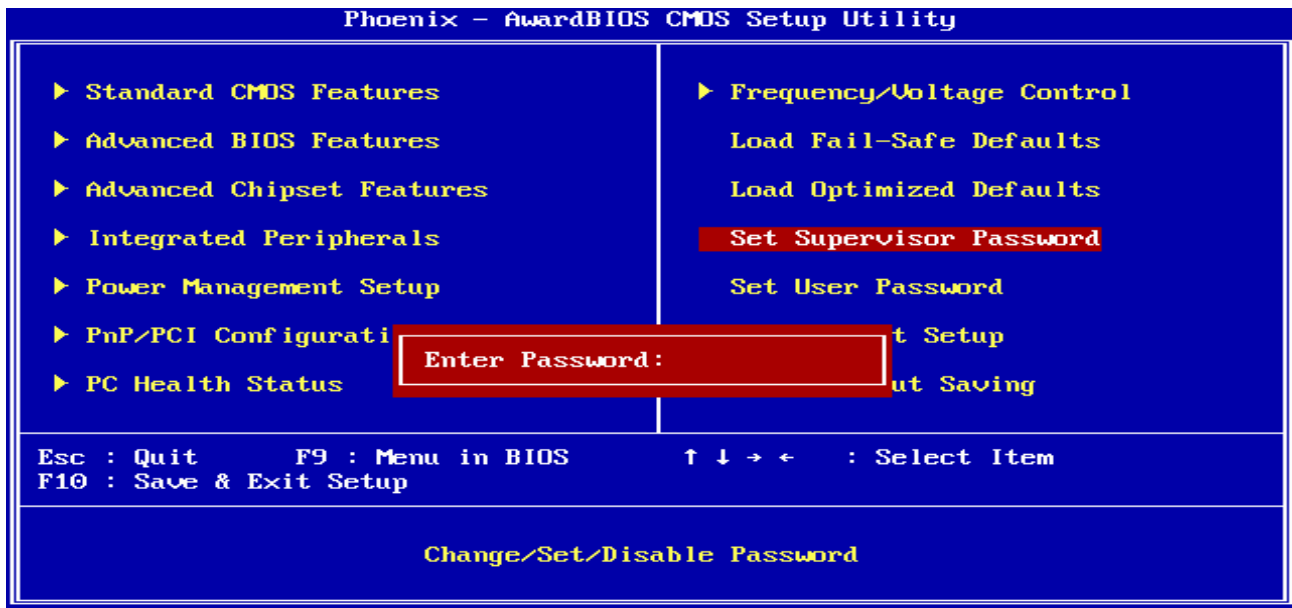 Phoenix - AwardBIOS CMOS Setup Utility
▶ Standard CMOS Features
▶ Advanced BIOS Features
▶ Advanced Chipset Features
▶ Integrated Peripherals
▶ Power Management Setup
▶ PnP/PCI Configurati
▶ PC Health Status
▶ Frequency/Voltage Control
Load Fail-Safe Defaults
Load Optimized Defaults
Set Supervisor Password
Set User Password
t Setup
ut Saving
Enter Password:
Esc : Quit F9 : Menu in BIOS ↑ ↓ → ← : Select Item
F10 : Save & Exit Setup
Change/Set/Disable Password